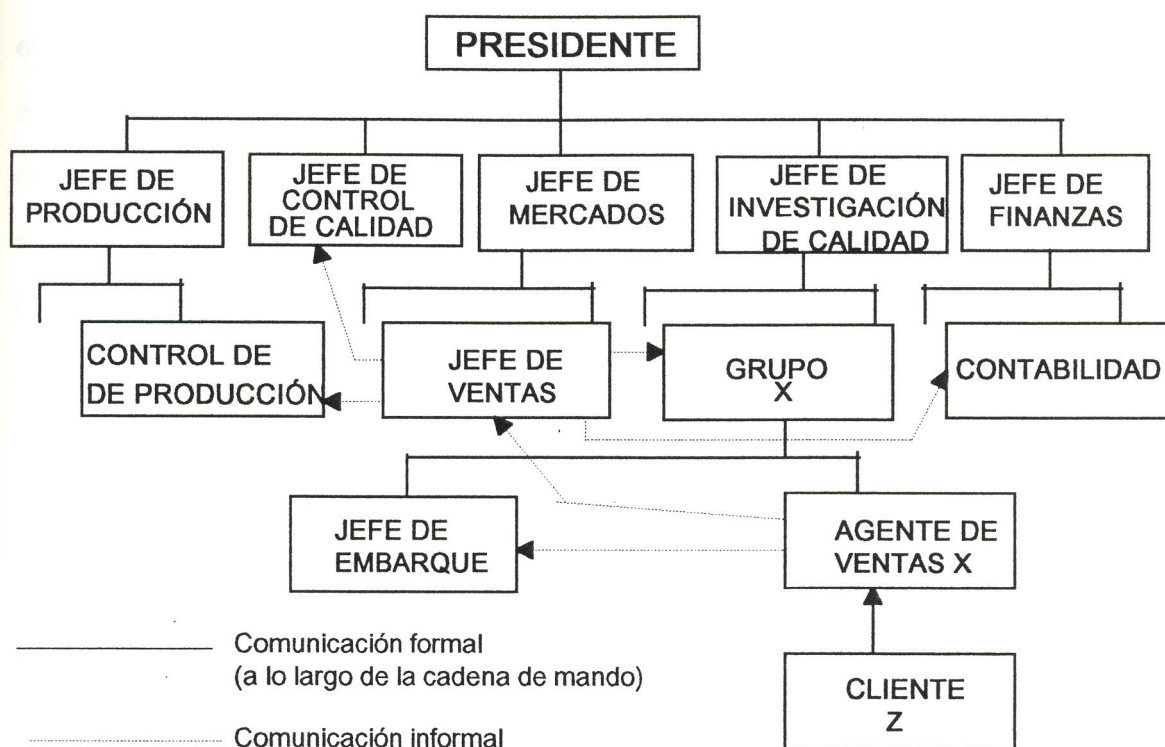 PRESIDENTE
JEFE DE
PRODUCCIÓN
JEFE DE
CONTROL
DE CALIDAD
JEFE DE
MERCADOS
JEFE DE
INVESTIGACIÓN
DE CALIDAD
JEFE DE
FINANZAS
CONTROL DE
DE PRODUCCIÓN
JEFE DE
VENTAS
GRUPO
X
CONTABILIDAD
JEFE DE
EMBARQUE
AGENTE DE
VENTAS X
CLIENTE
Z
Comunicación formal
(a lo largo de la cadena de mando)
Comunicación informal